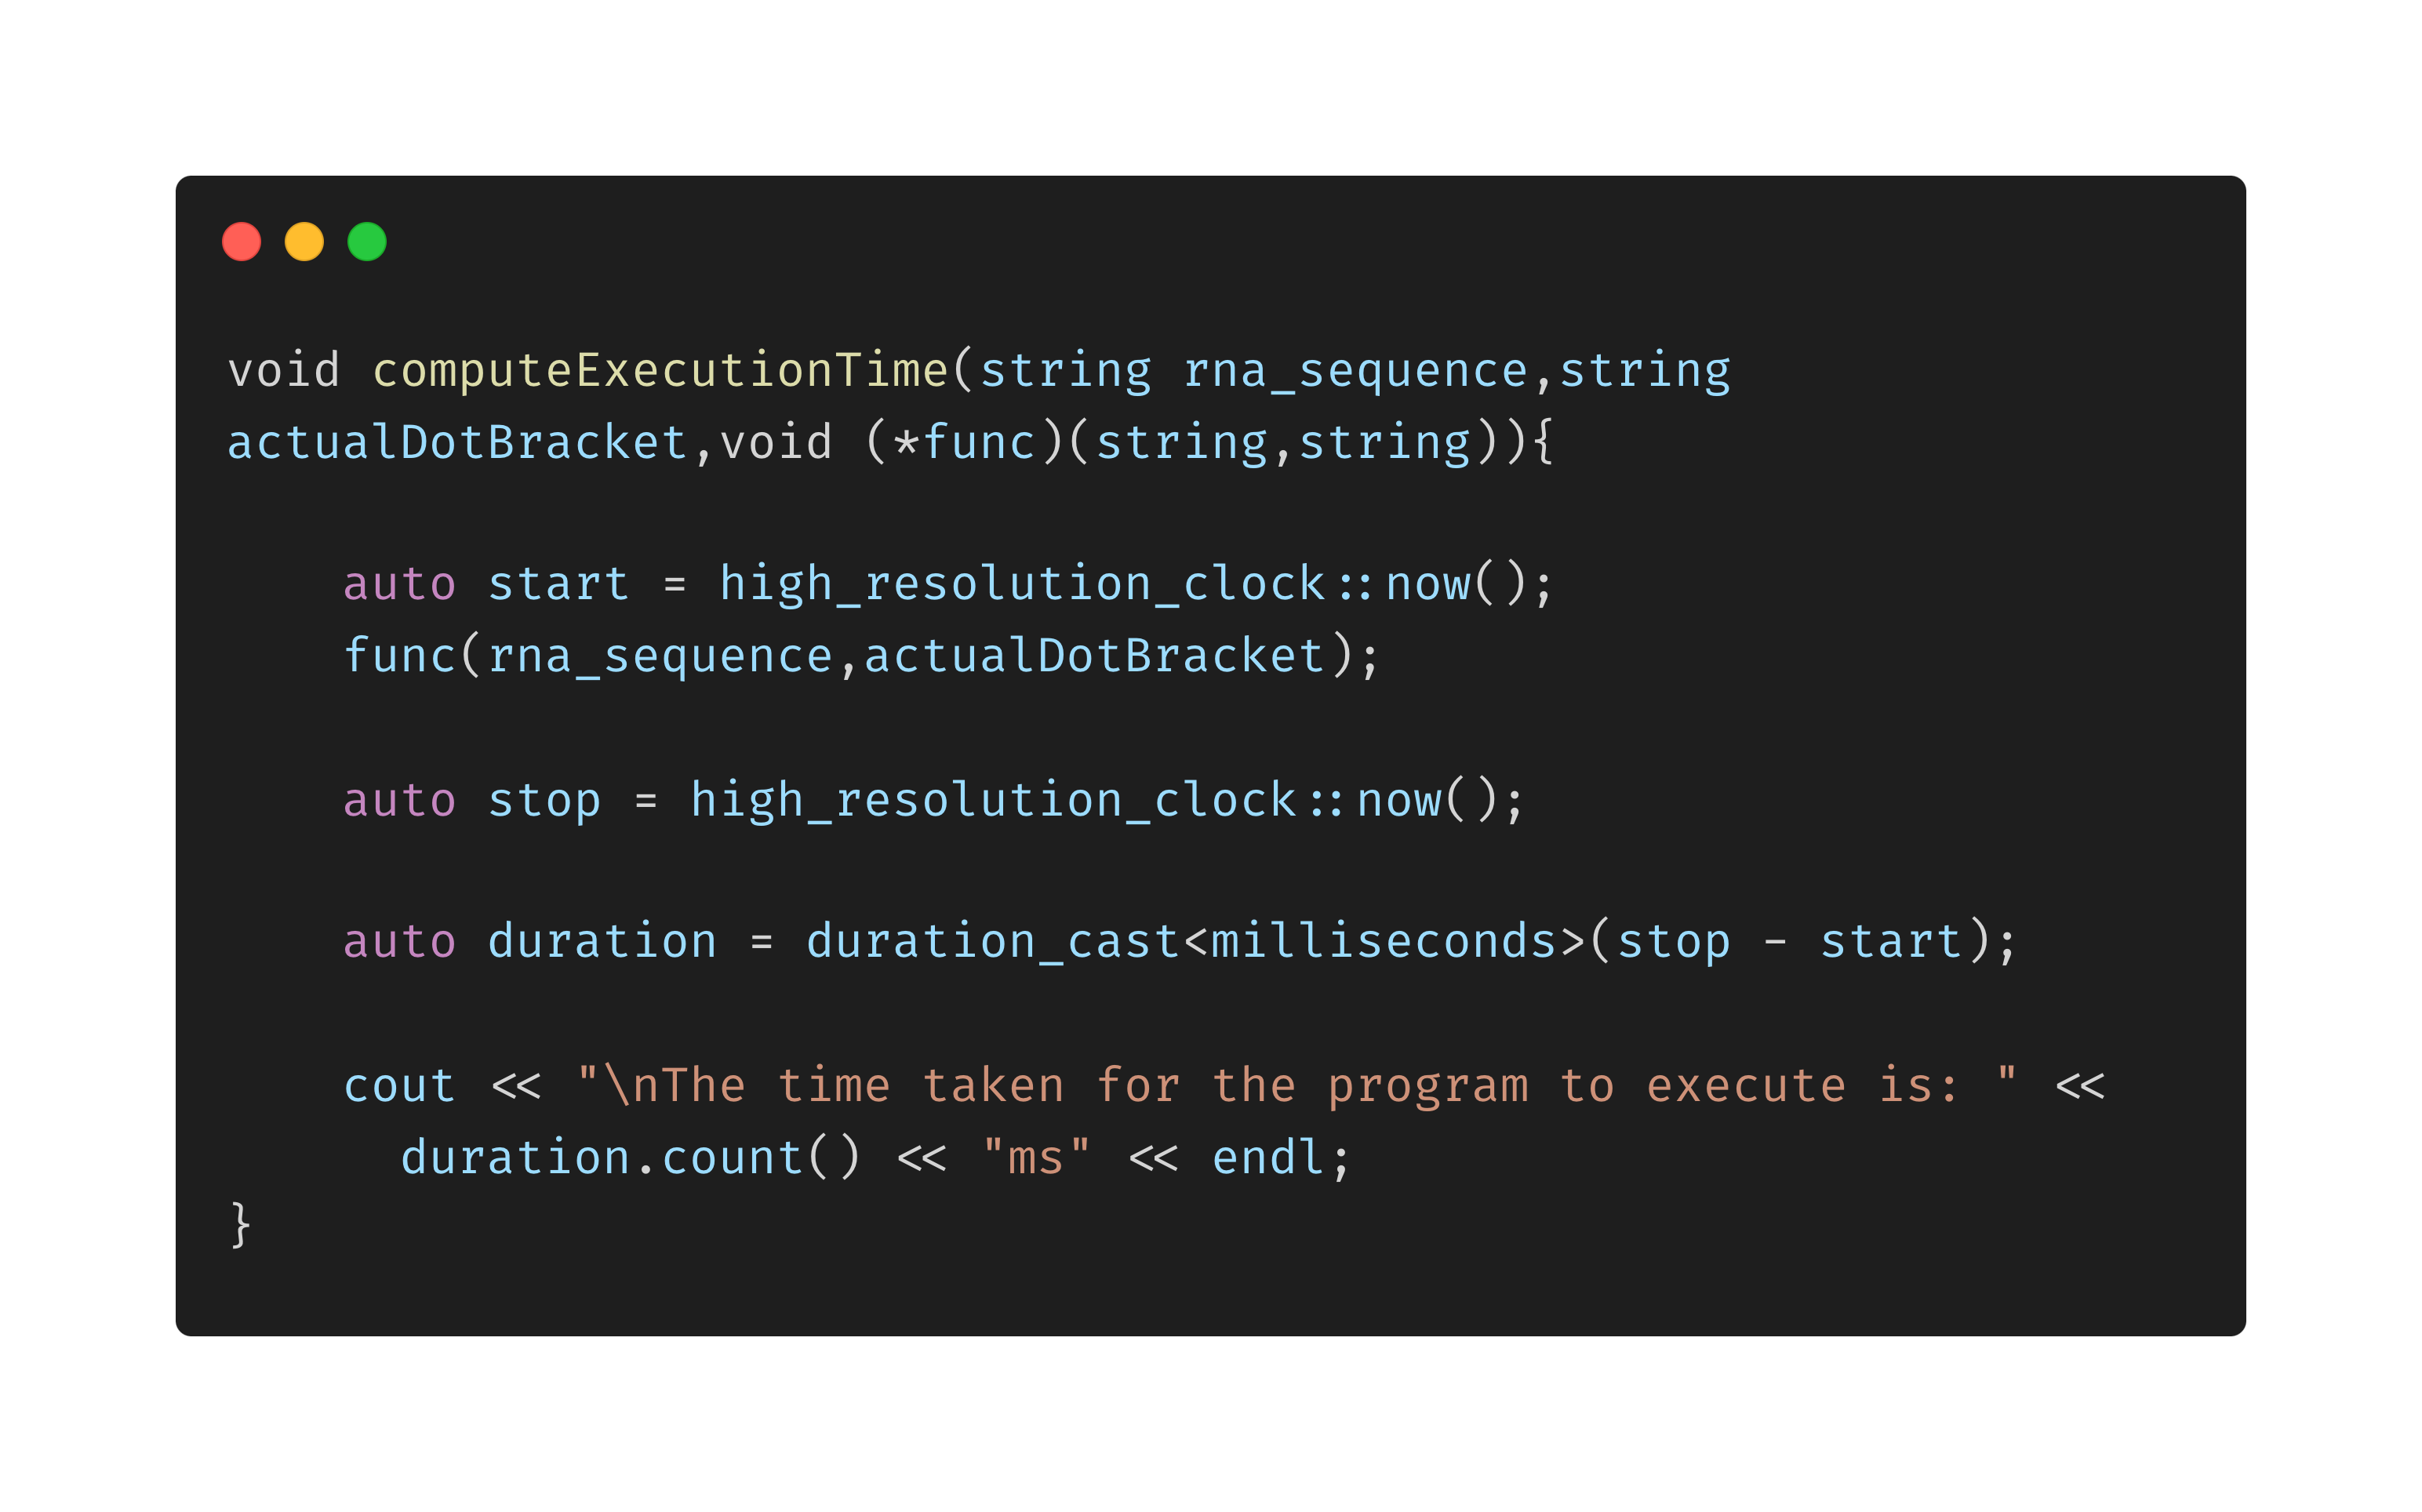 void computeExecutionTime(string rna_sequence,string
actualDotBracket,void (*func)(string,string)){
auto start = high_resolution_clock::now();
func(rna_sequence,actualDotBracket);
auto stop = high_resolution_clock::now();
auto duration = duration_cast<milliseconds>(stop - start);
cout << "\nThe time taken for the program to execute is: " <<
duration.count() << "ms" << endl;
}